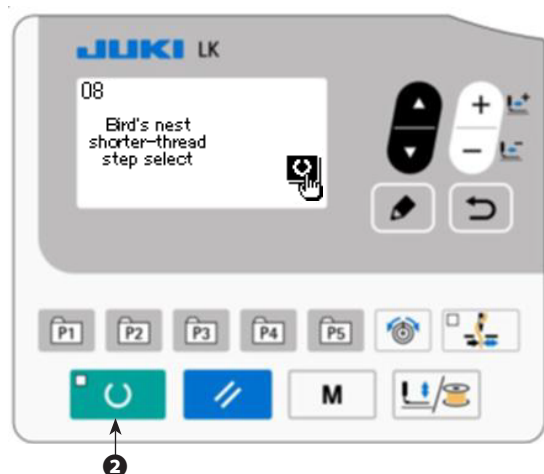 JUKI LK
08
Bird's nest
shorter-thread
step select
P1 P2 P3 P4 P5
M
2